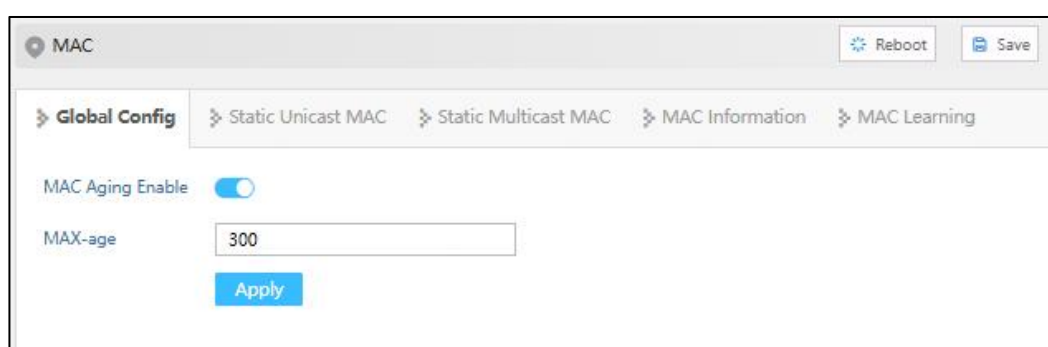 MAC Reboot Save
Global Config Static Unicast MAC Static Multicast MAC MAC Information MAC Learning
MAC Aging Enable
MAX-age 300
Apply